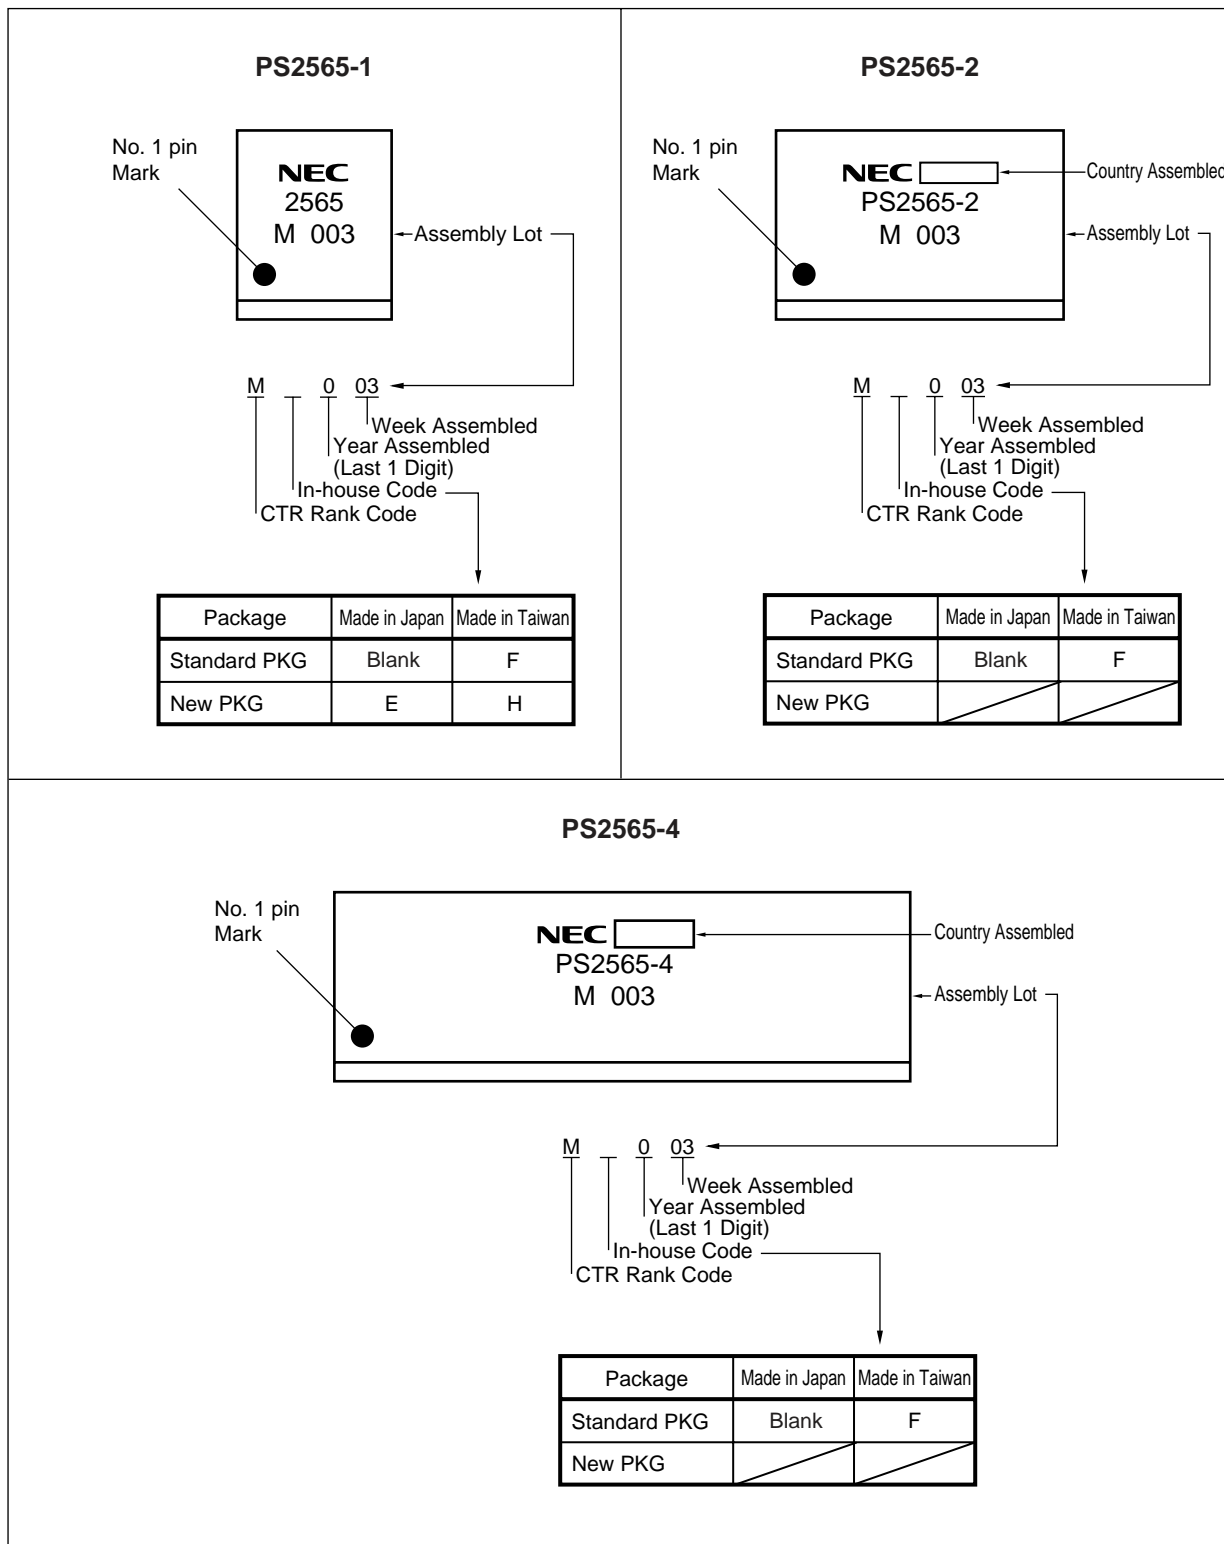 PS2565-1
No. 1 pin
Mark
NEC
2565
M 003
Assembly Lot
M 0 03
Week Assembled
Year Assembled
(Last 1 Digit)
In-house Code
CTR Rank Code
Package Made in Japan Made in Taiwan
Standard PKG Blank F
New PKG E H
PS2565-2
No. 1 pin
Mark
NEC
Country Assembled
PS2565-2
M 003
Assembly Lot
M 0 03
Week Assembled
Year Assembled
(Last 1 Digit)
In-house Code
CTR Rank Code
Package Made in Japan Made in Taiwan
Standard PKG Blank F
New PKG
PS2565-4
No. 1 pin
Mark
NEC
Country Assembled
PS2565-4
M 003
Assembly Lot
M 0 03
Week Assembled
Year Assembled
(Last 1 Digit)
In-house Code
CTR Rank Code
Package Made in Japan Made in Taiwan
Standard PKG Blank F
New PKG